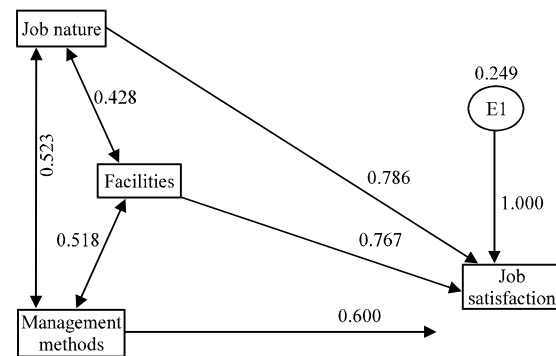 Job nature
0.249
E1
0.428
0.523
Facilities
0.786
1.000
0.518
0.767
Job
satisfaction
0.600
Management
methods